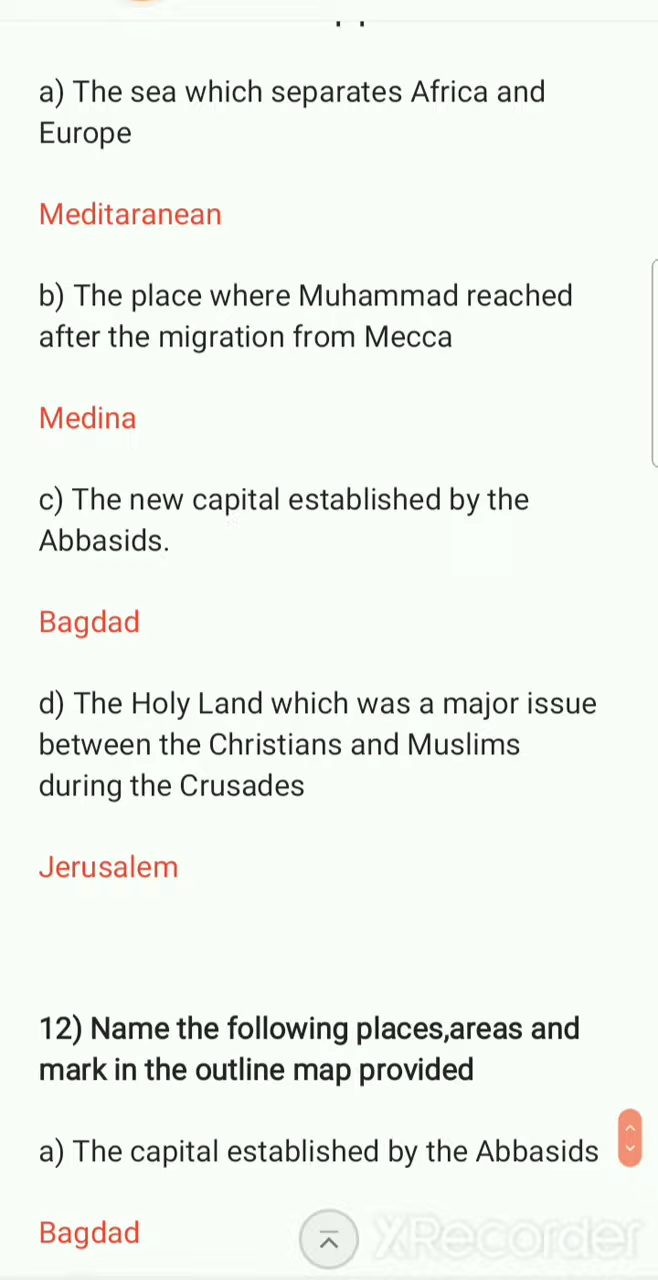 a) The sea which separates Africa and
Europe
Meditaranean
b) The place where Muhammad reached
after the migration from Mecca
Medina
c) The new capital established by the
Abbasids.
Bagdad
d) The Holy Land which was a major issue
between the Christians and Muslims
during the Crusades
Jerusalem
12) Name the following places,areas and
mark in the outline map provided
a) The capital established by the Abbasids
Bagdad
XRecorder